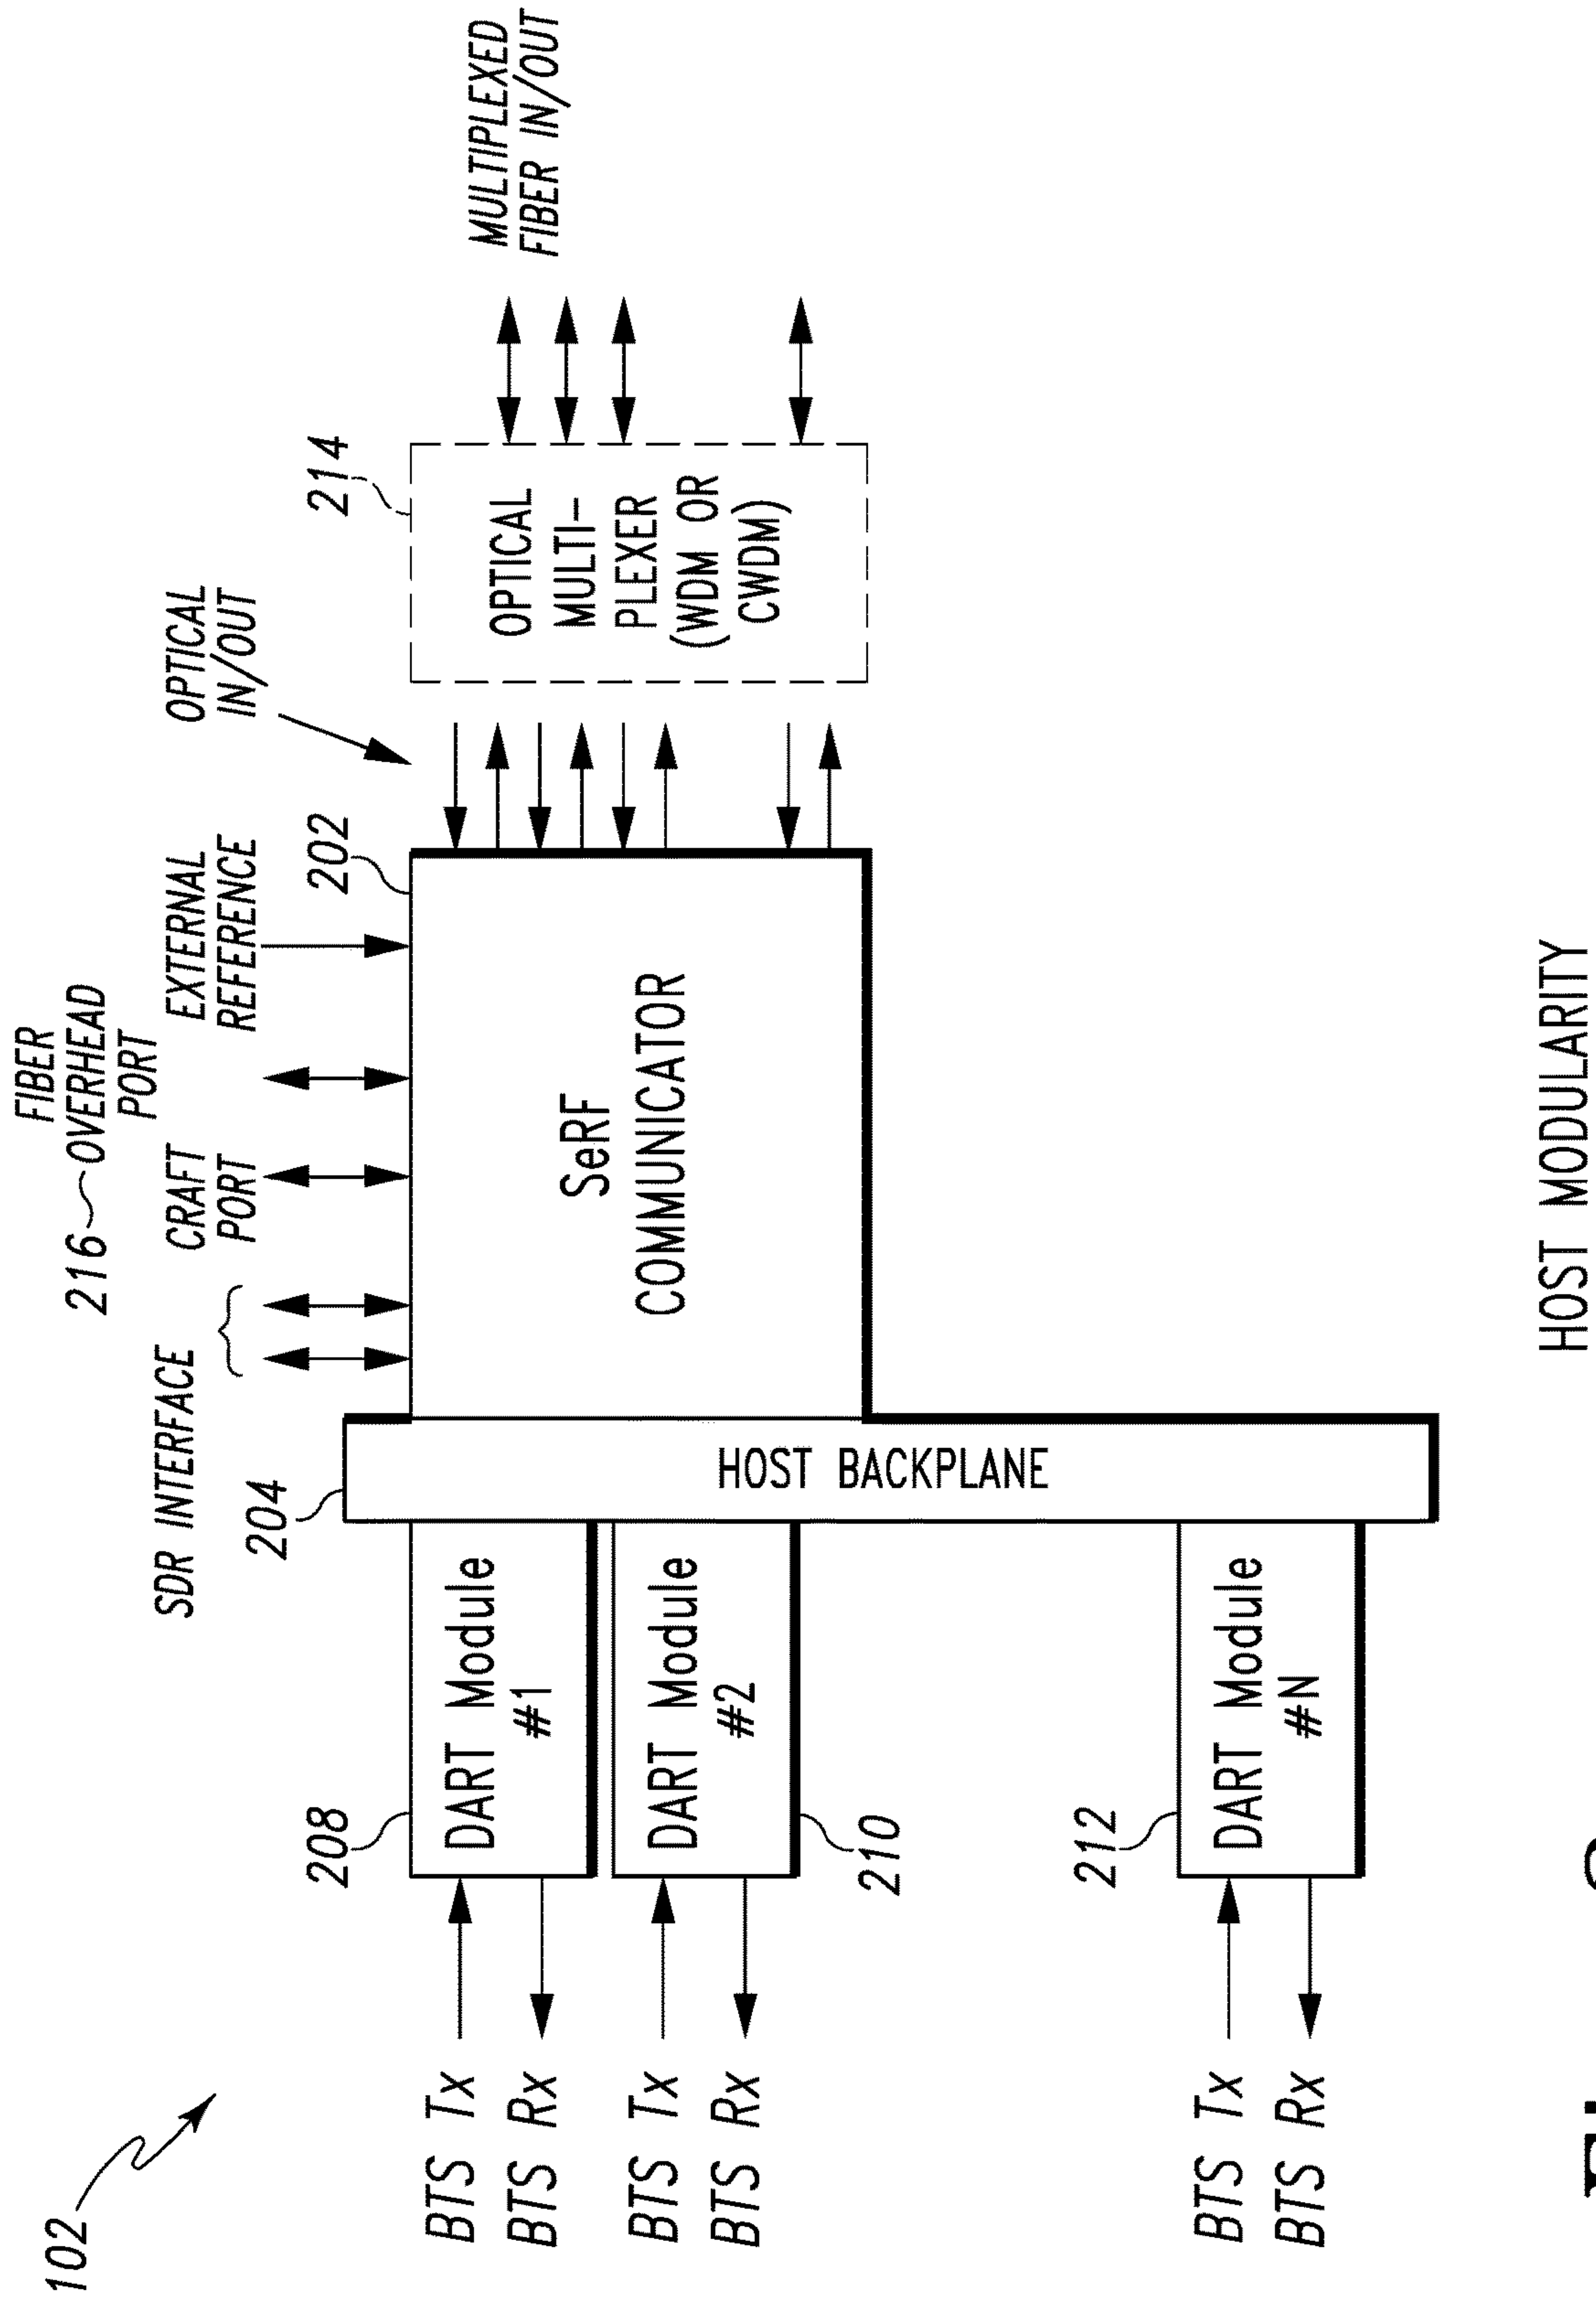 102
FIBER
216 OVERHEAD
PORT
SDR INTERFACE
CRAFT
PORT
EXTERNAL
REFERENCE
OPTICAL
IN/OUT
204
202
214
208
BTS Tx
BTS Rx
DART Module
#1
BTS Tx
BTS Rx
DART Module
#2
210
212
BTS Tx
BTS Rx
DART Module
#N
HOST BACKPLANE
SeRF
COMMUNICATOR
OPTICAL
MULTI-
PLEXER
(WDM OR
CWDM)
MULTIPLEXED
FIBER IN/OUT
HOST MODULARITY